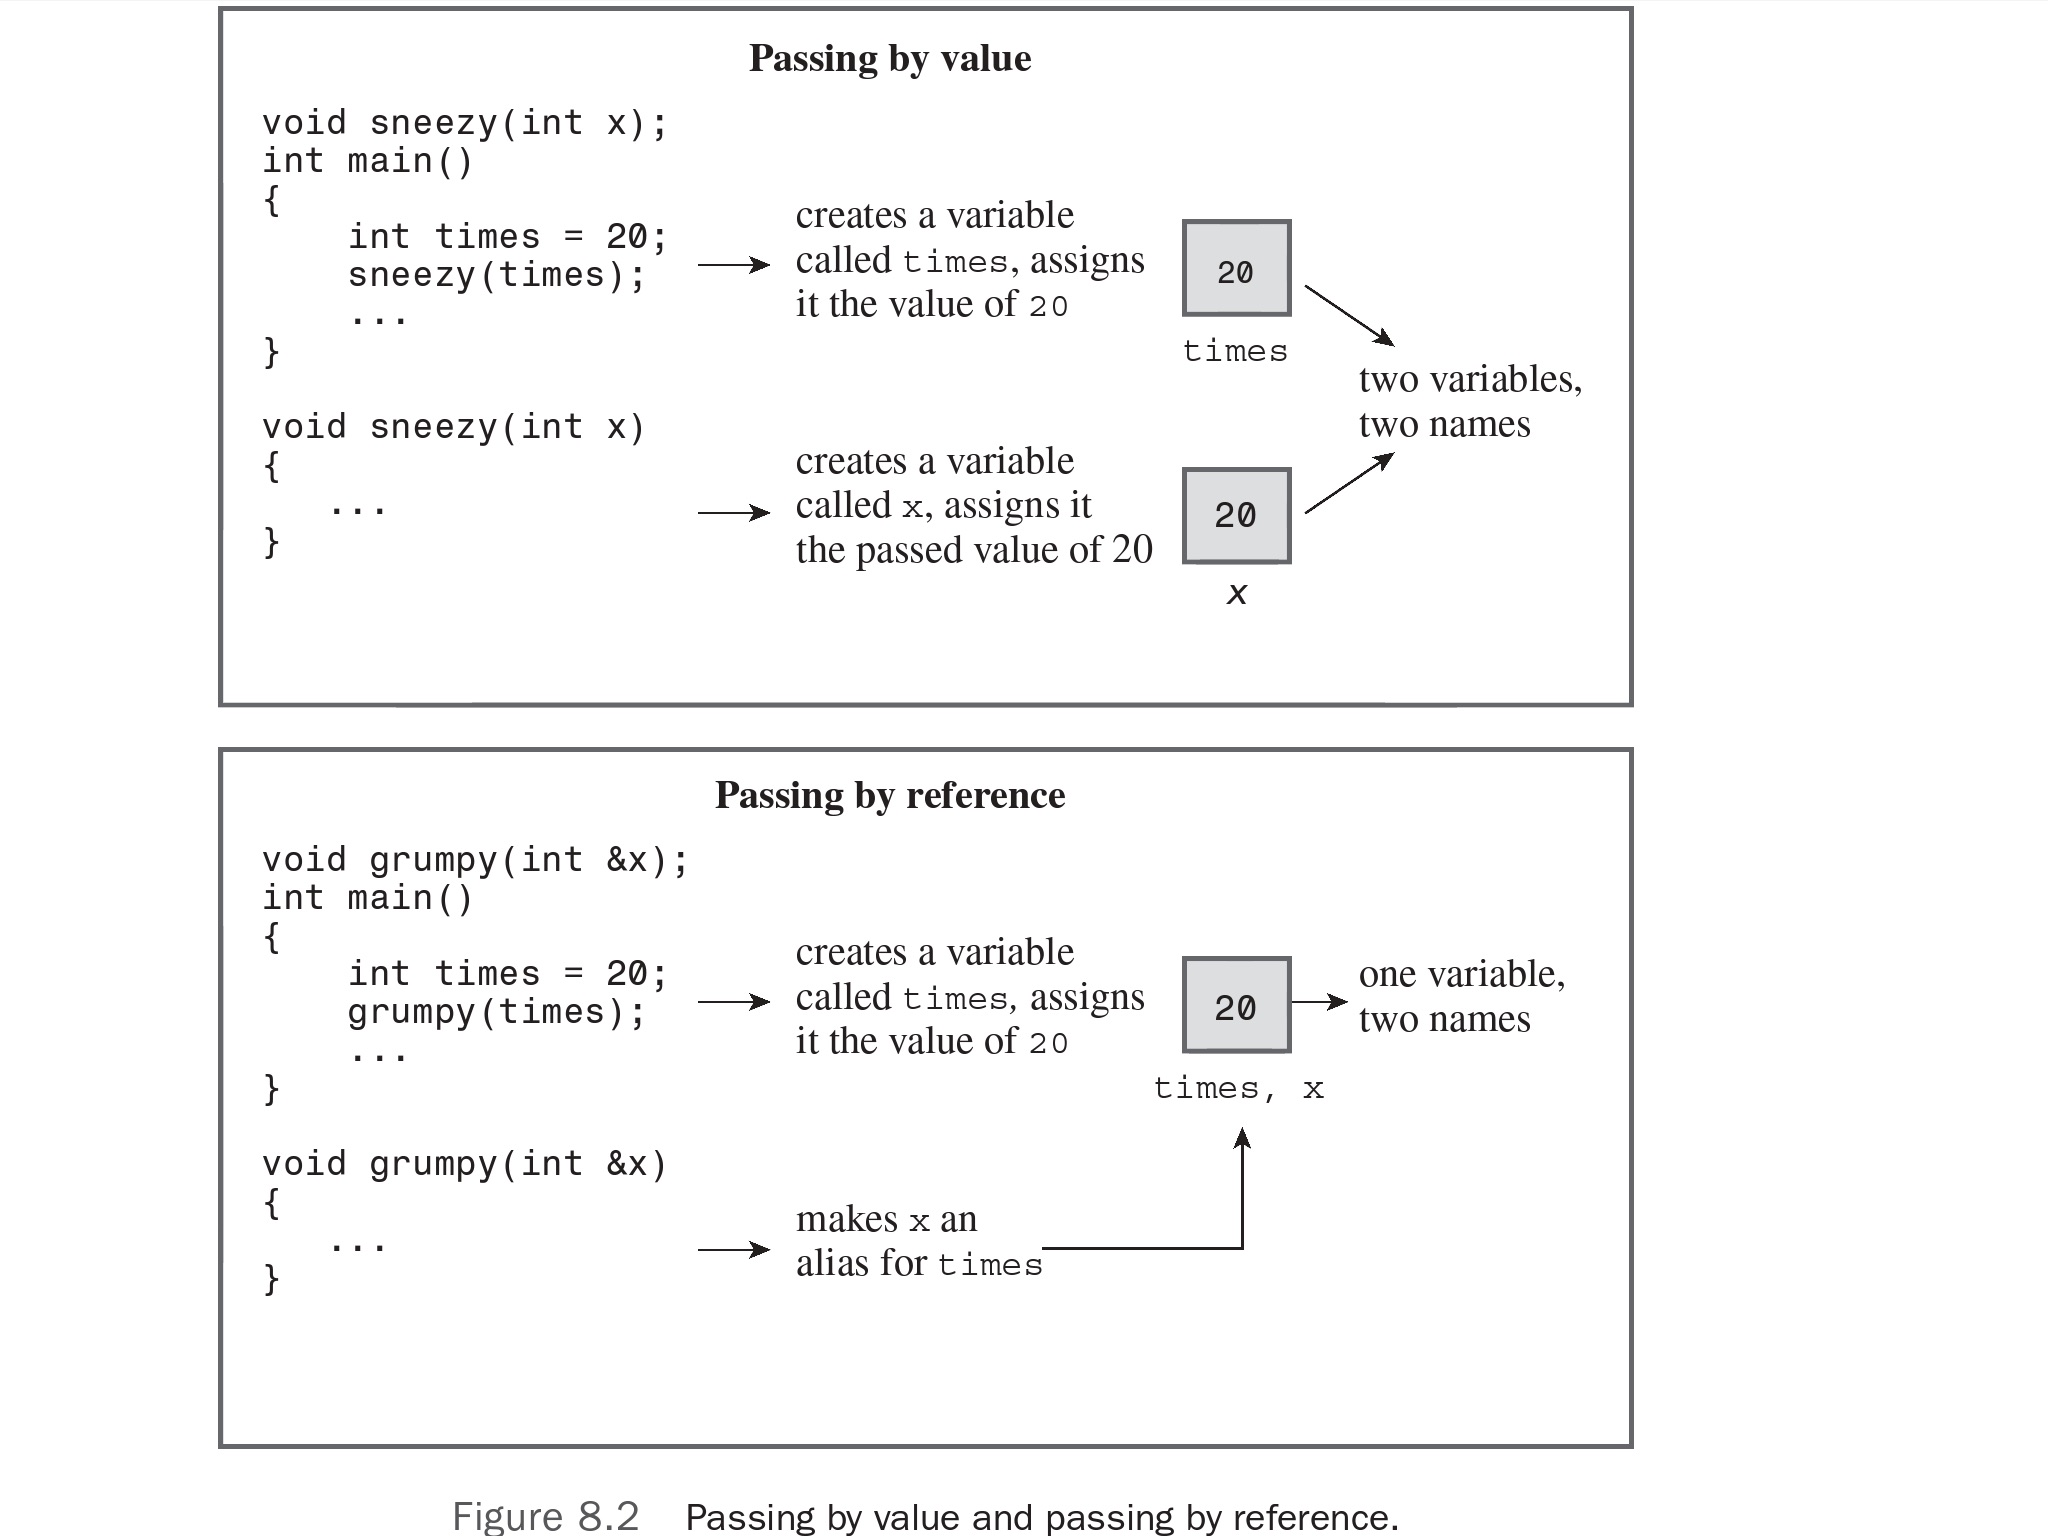 Passing by value
void sneezy(int x);
int main()
{
    int times = 20;
    sneezy(times);
    ...
}
creates a variable
called times, assigns
it the value of 20
20
times
two variables,
two names
void sneezy(int x)
{
   ...
}
creates a variable
called x, assigns it
the passed value of 20
20
x
Passing by reference
void grumpy(int &x);
int main()
{
    int times = 20;
    grumpy(times);
    ...
}
creates a variable
called times, assigns
it the value of 20
20
times, x
one variable,
two names
void grumpy(int &x)
{
   ...
}
makes x an
alias for times
Figure 8.2 Passing by value and passing by reference.